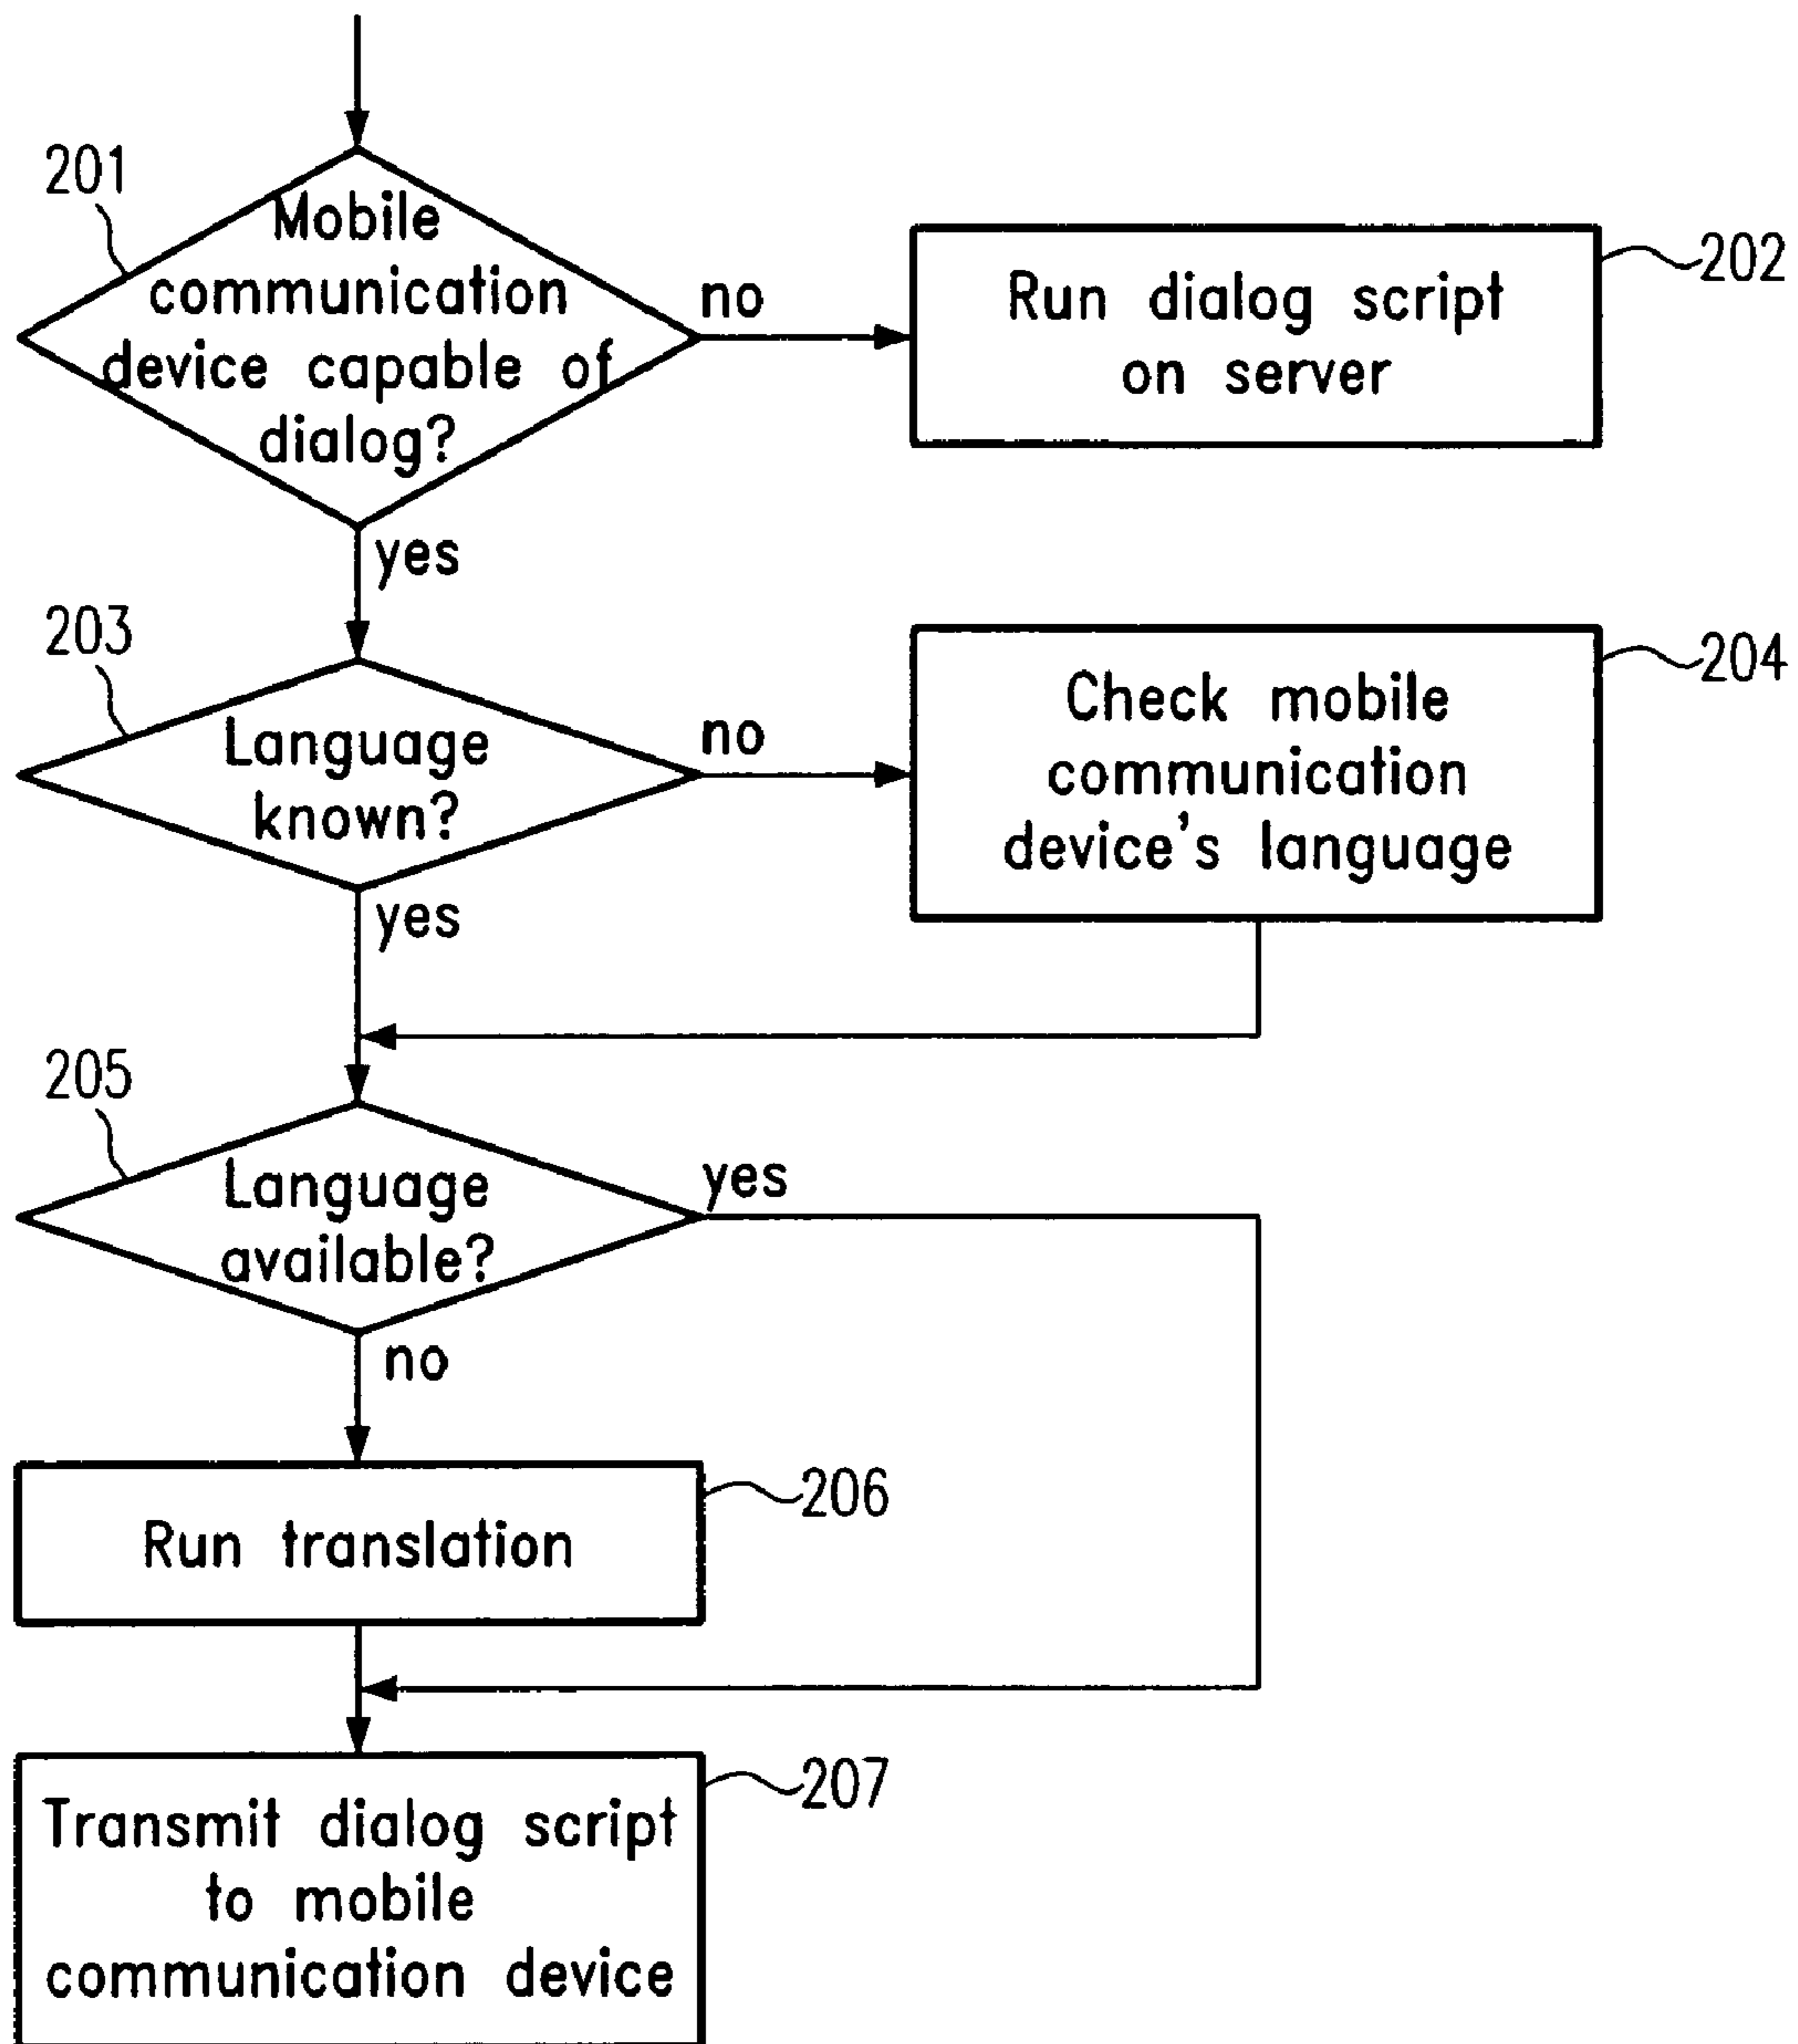 201
Mobile
communication
device capable of
dialog?
no
Run dialog script
on server
202
yes
203
Language
known?
no
Check mobile
communication
device's language
204
yes
205
Language
available?
yes
no
Run translation
206
Transmit dialog script
to mobile
communication device
207